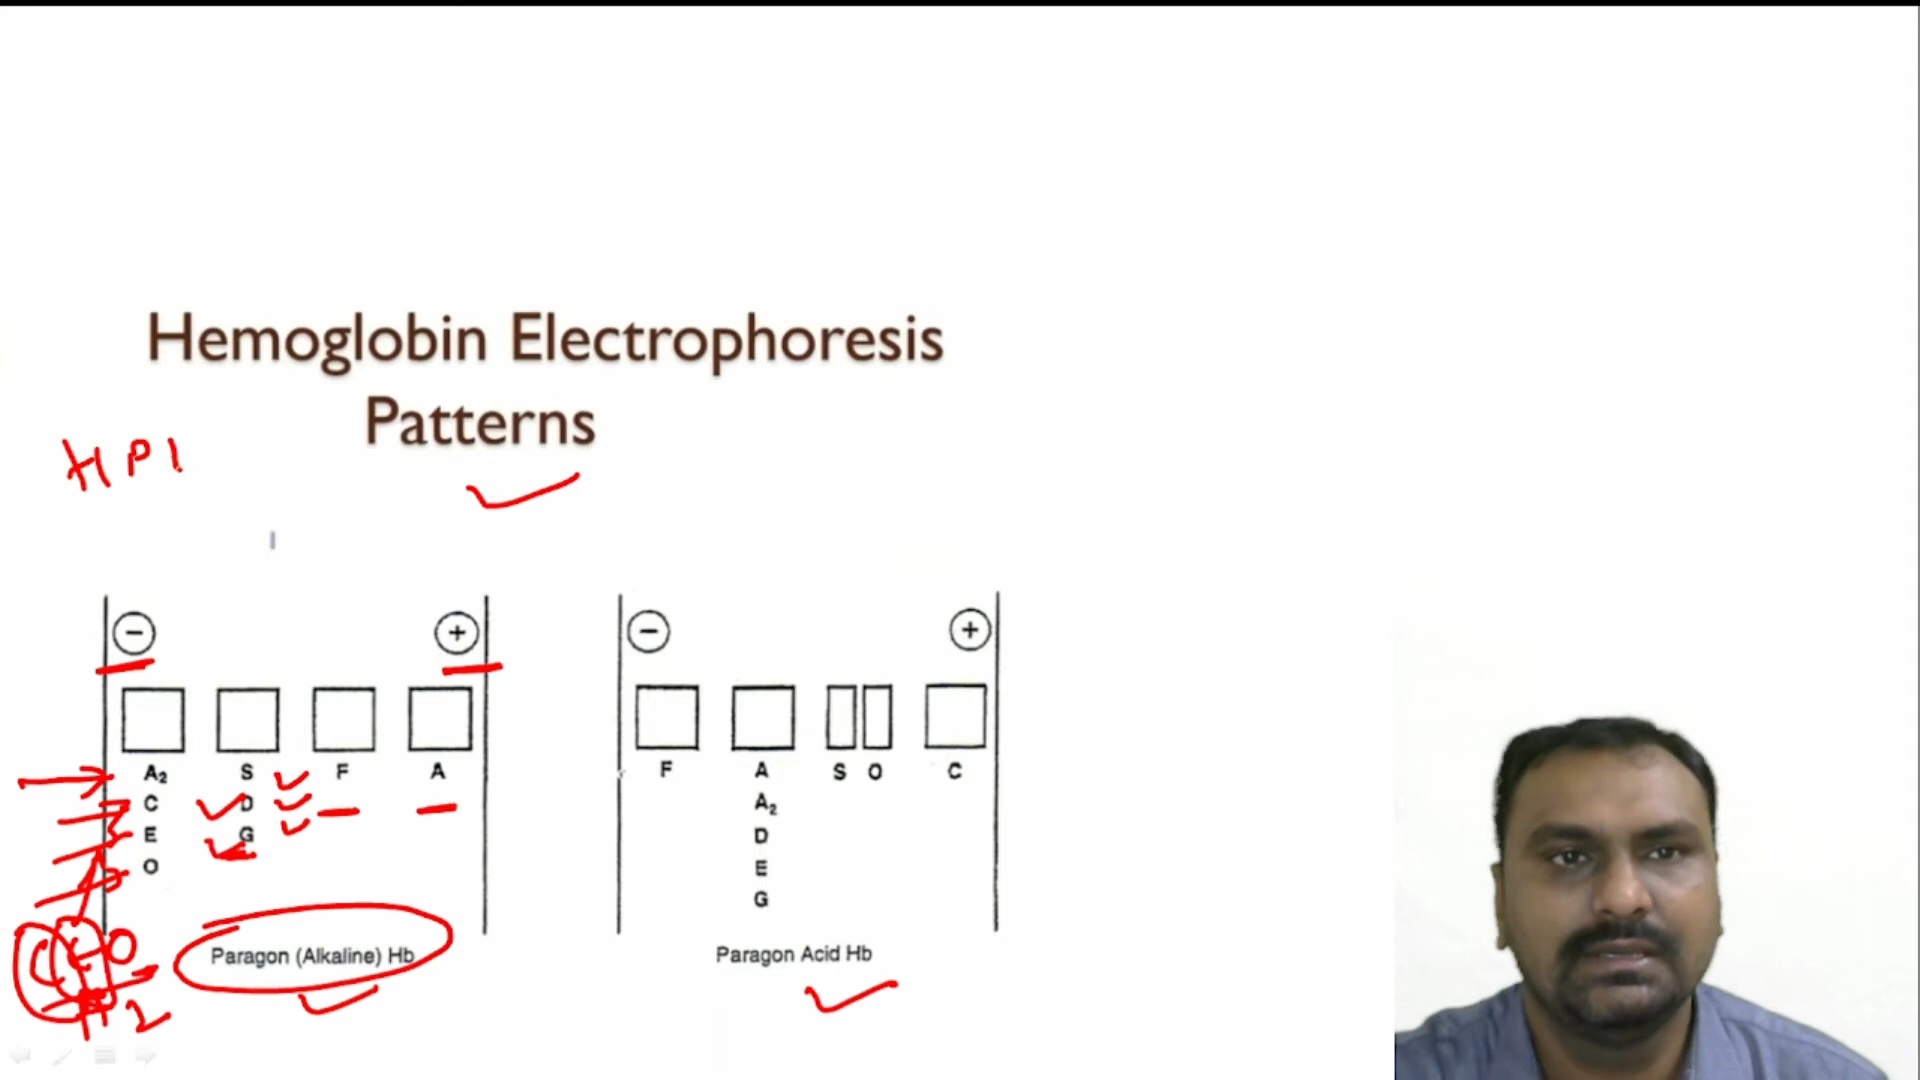 Hemoglobin Electrophoresis
Patterns
HPl
− +
A₂ S F A
C D
E G
O
Paragon (Alkaline) Hb
− +
F A S O C
A₂
D
E
G
Paragon Acid Hb